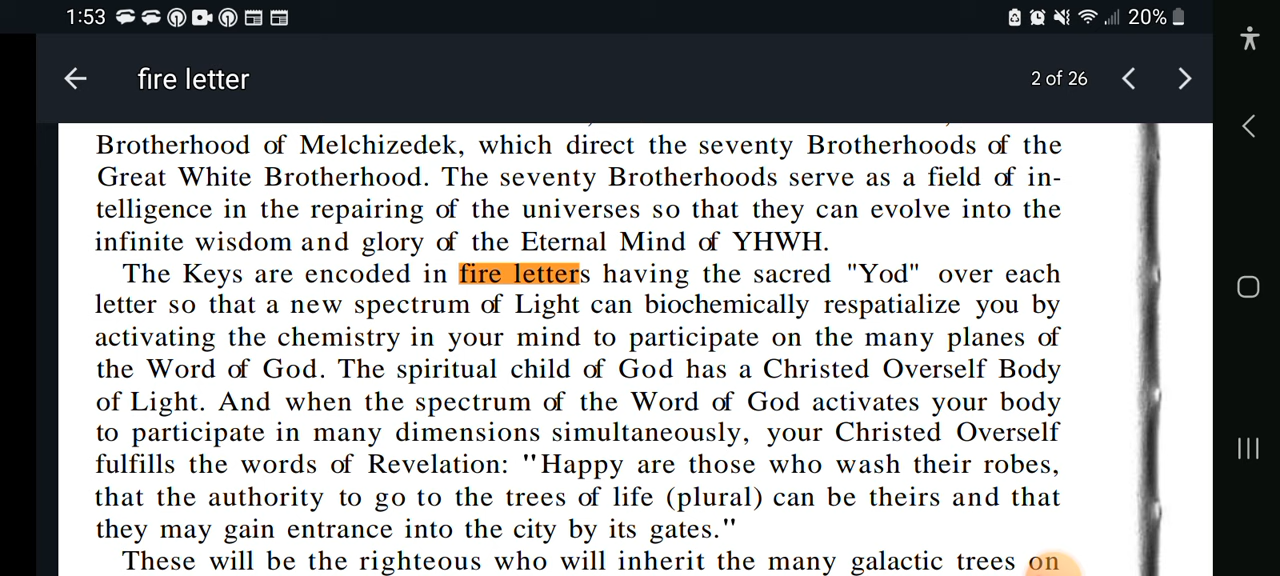 1:53 20%
fire letter 2 of 26
Brotherhood of Melchizedek, which direct the seventy Brotherhoods of the
Great White Brotherhood. The seventy Brotherhoods serve as a field of in-
telligence in the repairing of the universes so that they can evolve into the
infinite wisdom and glory of the Eternal Mind of YHWH.
The Keys are encoded in fire letters having the sacred "Yod" over each
letter so that a new spectrum of Light can biochemically respatialize you by
activating the chemistry in your mind to participate on the many planes of
the Word of God. The spiritual child of God has a Christed Overself Body
of Light. And when the spectrum of the Word of God activates your body
to participate in many dimensions simultaneously, your Christed Overself
fulfills the words of Revelation: "Happy are those who wash their robes,
that the authority to go to the trees of life (plural) can be theirs and that
they may gain entrance into the city by its gates."
These will be the righteous who will inherit the many galactic trees on